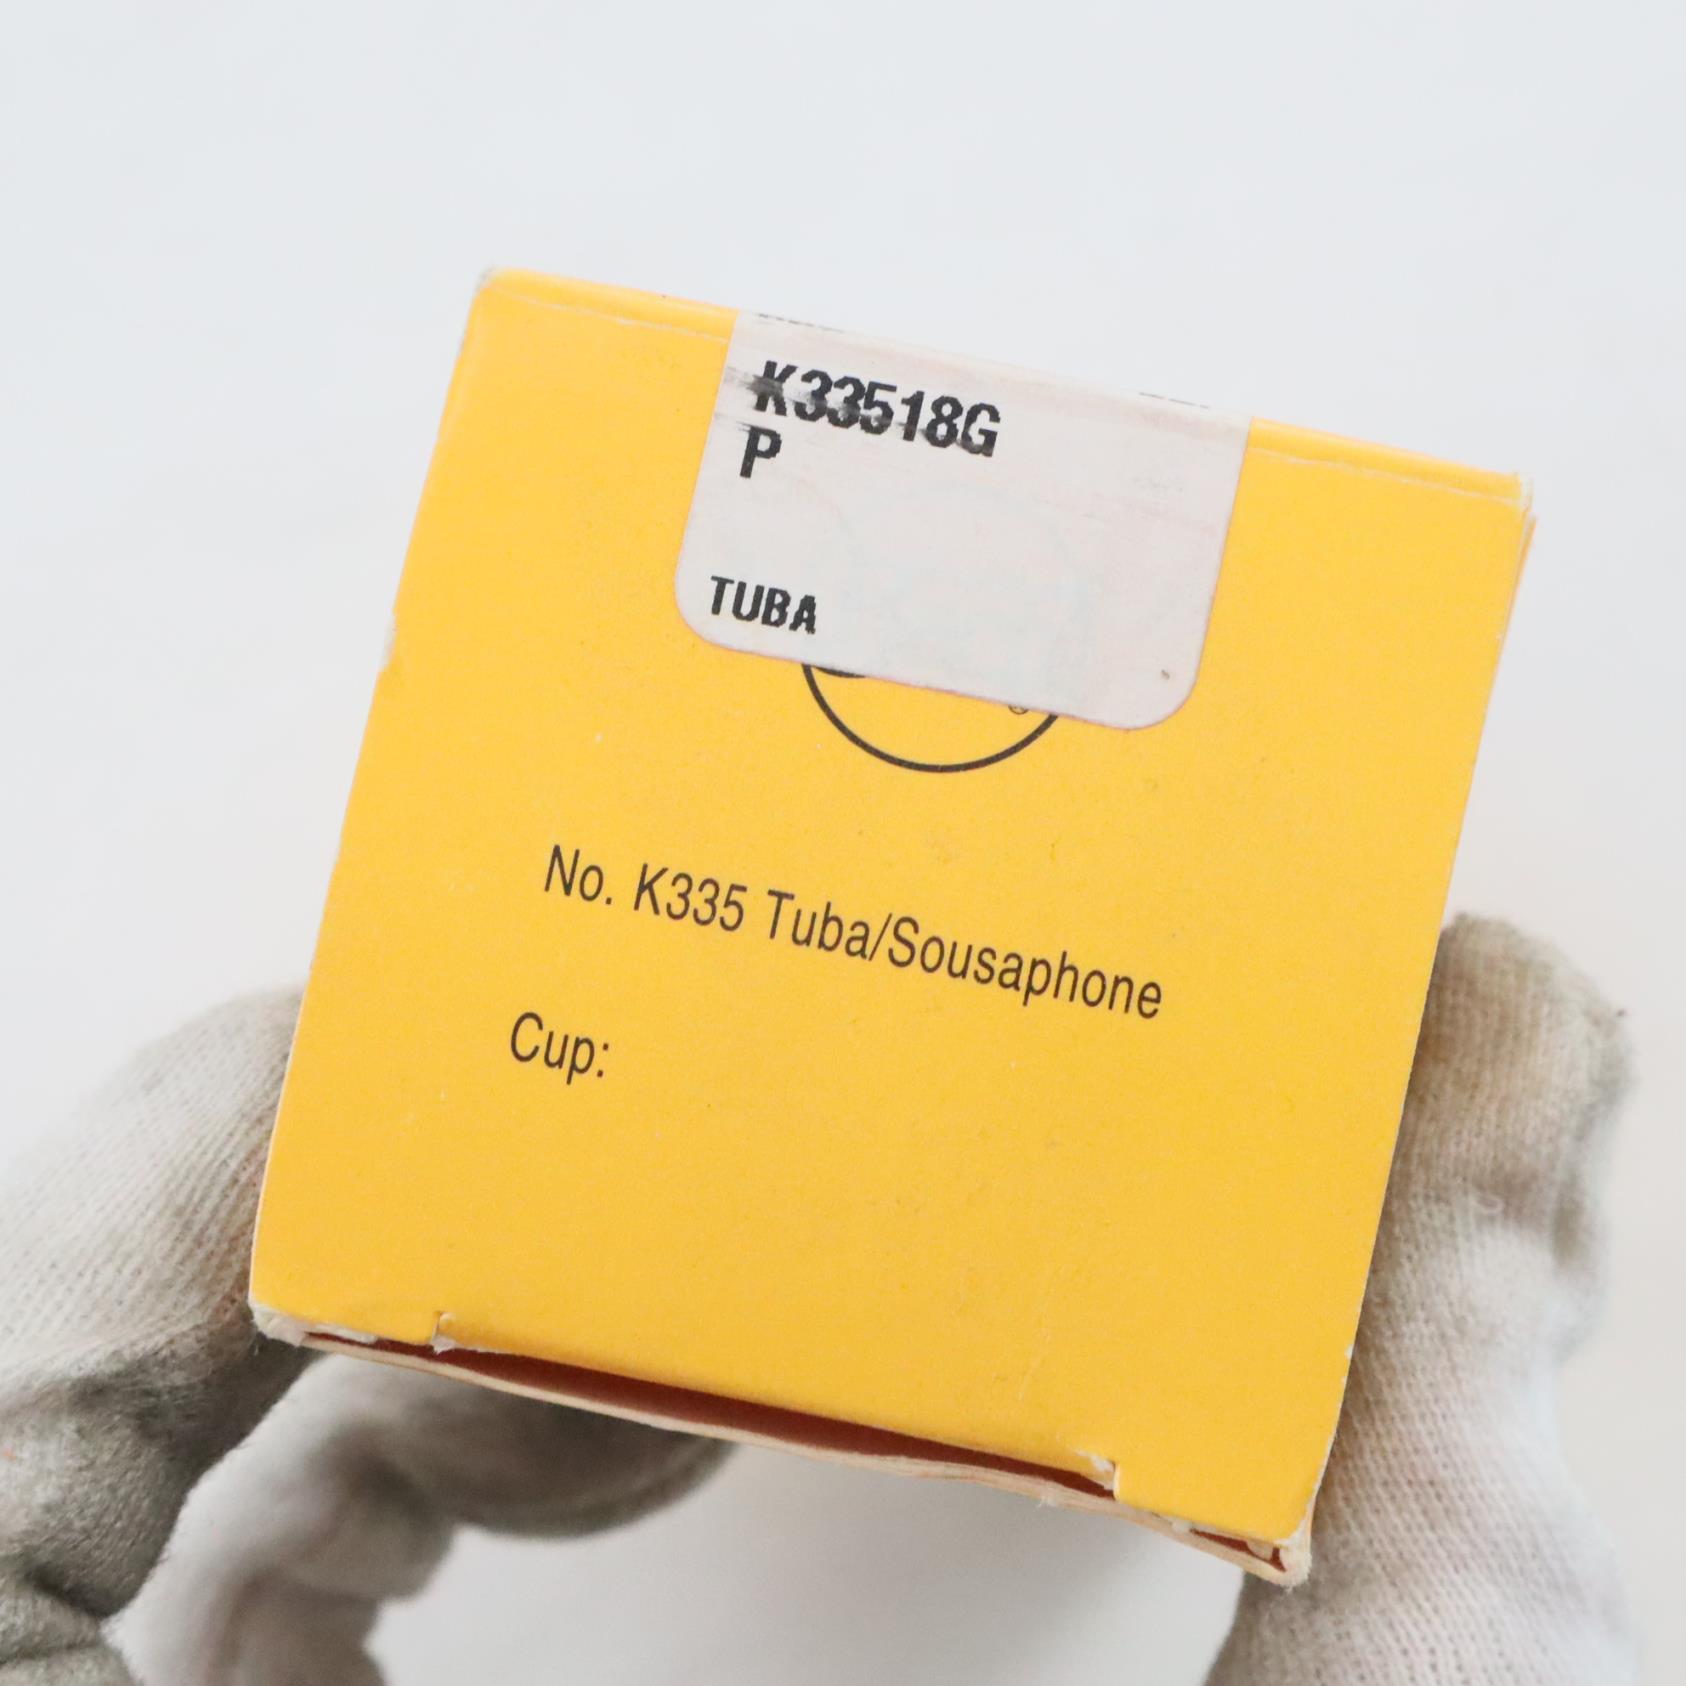 K33518G
P
TUBA
®
No. K335 Tuba/Sousaphone
Cup: